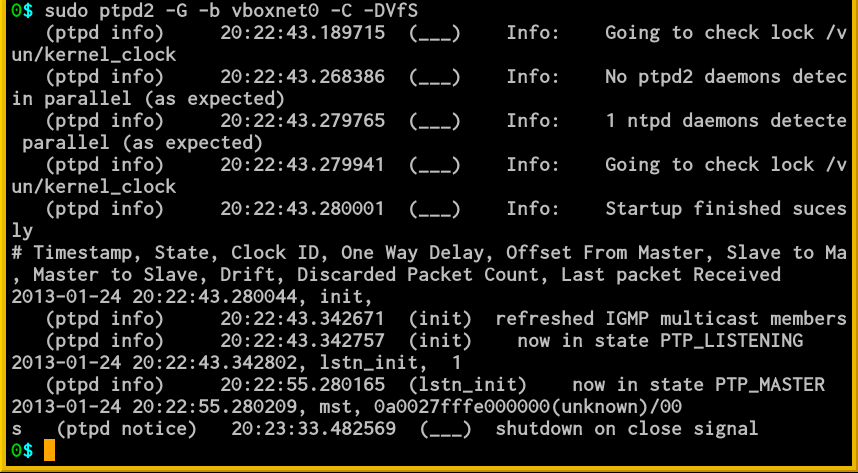 0$ sudo ptpd2 -G -b vboxnet0 -C -DVfS
   (ptpd info)     20:22:43.189715  (___)    Info:    Going to check lock /v
un/kernel_clock
   (ptpd info)     20:22:43.268386  (___)    Info:    No ptpd2 daemons detec
in parallel (as expected)
   (ptpd info)     20:22:43.279765  (___)    Info:    1 ntpd daemons detecte
 parallel (as expected)
   (ptpd info)     20:22:43.279941  (___)    Info:    Going to check lock /v
un/kernel_clock
   (ptpd info)     20:22:43.280001  (___)    Info:    Startup finished suces
ly
# Timestamp, State, Clock ID, One Way Delay, Offset From Master, Slave to Ma
, Master to Slave, Drift, Discarded Packet Count, Last packet Received
2013-01-24 20:22:43.280044, init,
   (ptpd info)     20:22:43.342671  (init)  refreshed IGMP multicast members
   (ptpd info)     20:22:43.342757  (init)    now in state PTP_LISTENING
2013-01-24 20:22:43.342802, lstn_init,  1
   (ptpd info)     20:22:55.280165  (lstn_init)    now in state PTP_MASTER
2013-01-24 20:22:55.280209, mst, 0a0027fffe000000(unknown)/00
s   (ptpd notice)   20:23:33.482569  (___)   shutdown on close signal
0$